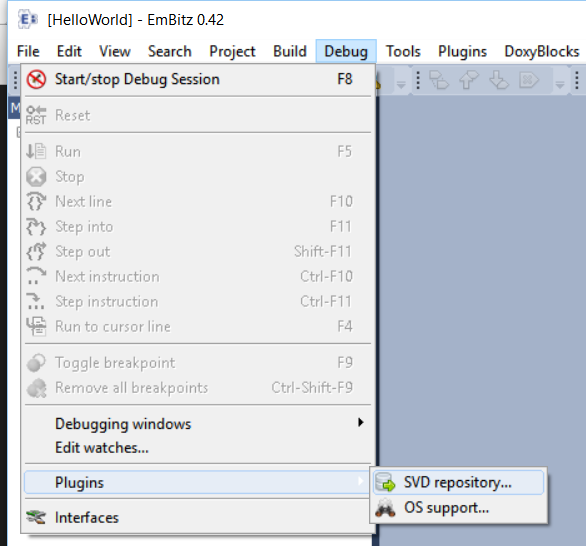 [HelloWorld] - EmBitz 0.42
File Edit View Search Project Build Debug Tools Plugins DoxyBlocks
Start/stop Debug Session F8
RST Reset
Run F5
Stop
Next line F10
Step into F11
Step out Shift-F11
Next instruction Ctrl-F10
Step instruction Ctrl-F11
Run to cursor line F4
Toggle breakpoint F9
Remove all breakpoints Ctrl-Shift-F9
Debugging windows
Edit watches...
Plugins
SVD repository...
OS support...
Interfaces